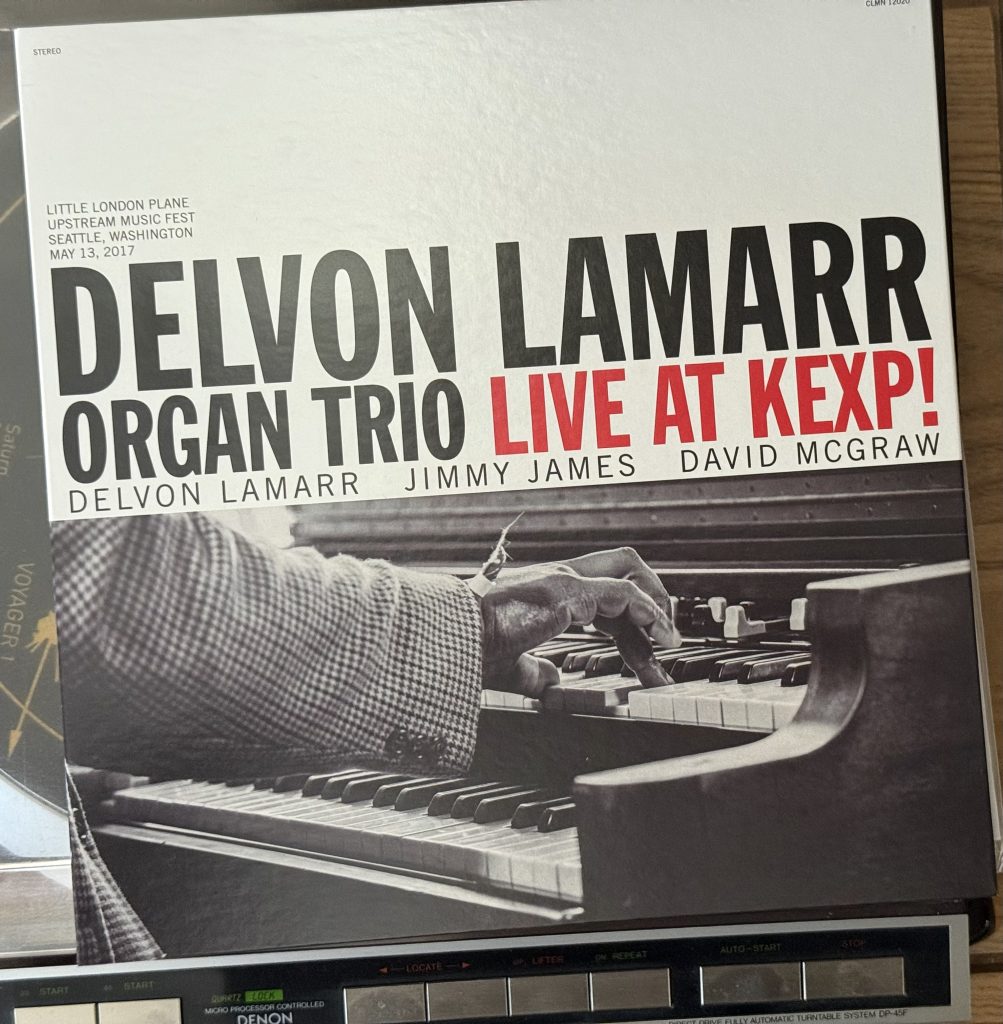 CLMN 12020
STEREO
LITTLE LONDON PLANE
UPSTREAM MUSIC FEST
SEATTLE, WASHINGTON
MAY 13, 2017
DELVON LAMARR
ORGAN TRIO LIVE AT KEXP!
DELVON LAMARR JIMMY JAMES DAVID MCGRAW
Saturn
VOYAGER 1
START
START
QUARTZ LOCK
MICRO PROCESSOR CONTROLLED
DENON
LOCATE
UP. LIFTER
ON REPEAT
AUTO-START
STOP
DIRECT DRIVE FULLY AUTOMATIC TURNTABLE SYSTEM DP-45F